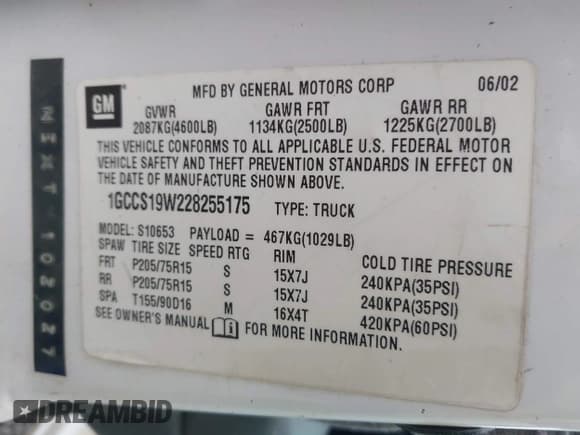 GM
MFD BY GENERAL MOTORS CORP 06/02
GVWR GAWR FRT GAWR RR
2087KG(4600LB) 1134KG(2500LB) 1225KG(2700LB)
THIS VEHICLE CONFORMS TO ALL APPLICABLE U.S. FEDERAL MOTOR
VEHICLE SAFETY AND THEFT PREVENTION STANDARDS IN EFFECT ON
THE DATE OF MANUFACTURE SHOWN ABOVE.
1GCCS19W228255175 TYPE: TRUCK
MODEL: S10653 PAYLOAD = 467KG(1029LB)
SPAW TIRE SIZE SPEED RTG RIM COLD TIRE PRESSURE
FRT P205/75R15 S 15X7J 240KPA(35PSI)
RR P205/75R15 S 15X7J 240KPA(35PSI)
SPA T155/90D16 M 16X4T 420KPA(60PSI)
SEE OWNER'S MANUAL i FOR MORE INFORMATION.
NEXT 102027
DREAMBID